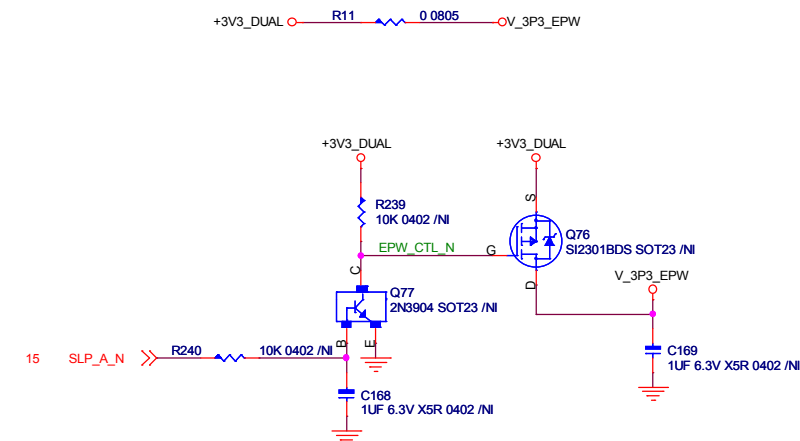 +3V3_DUAL R11 0 0805 V_3P3_EPW
+3V3_DUAL +3V3_DUAL
S
R239
10K 0402 /NI
Q76
SI2301BDS SOT23 /NI
EPW_CTL_N G
C
D
V_3P3_EPW
Q77
2N3904 SOT23 /NI
B E
15 SLP_A_N R240 10K 0402 /NI
C169
1UF 6.3V X5R 0402 /NI
C168
1UF 6.3V X5R 0402 /NI